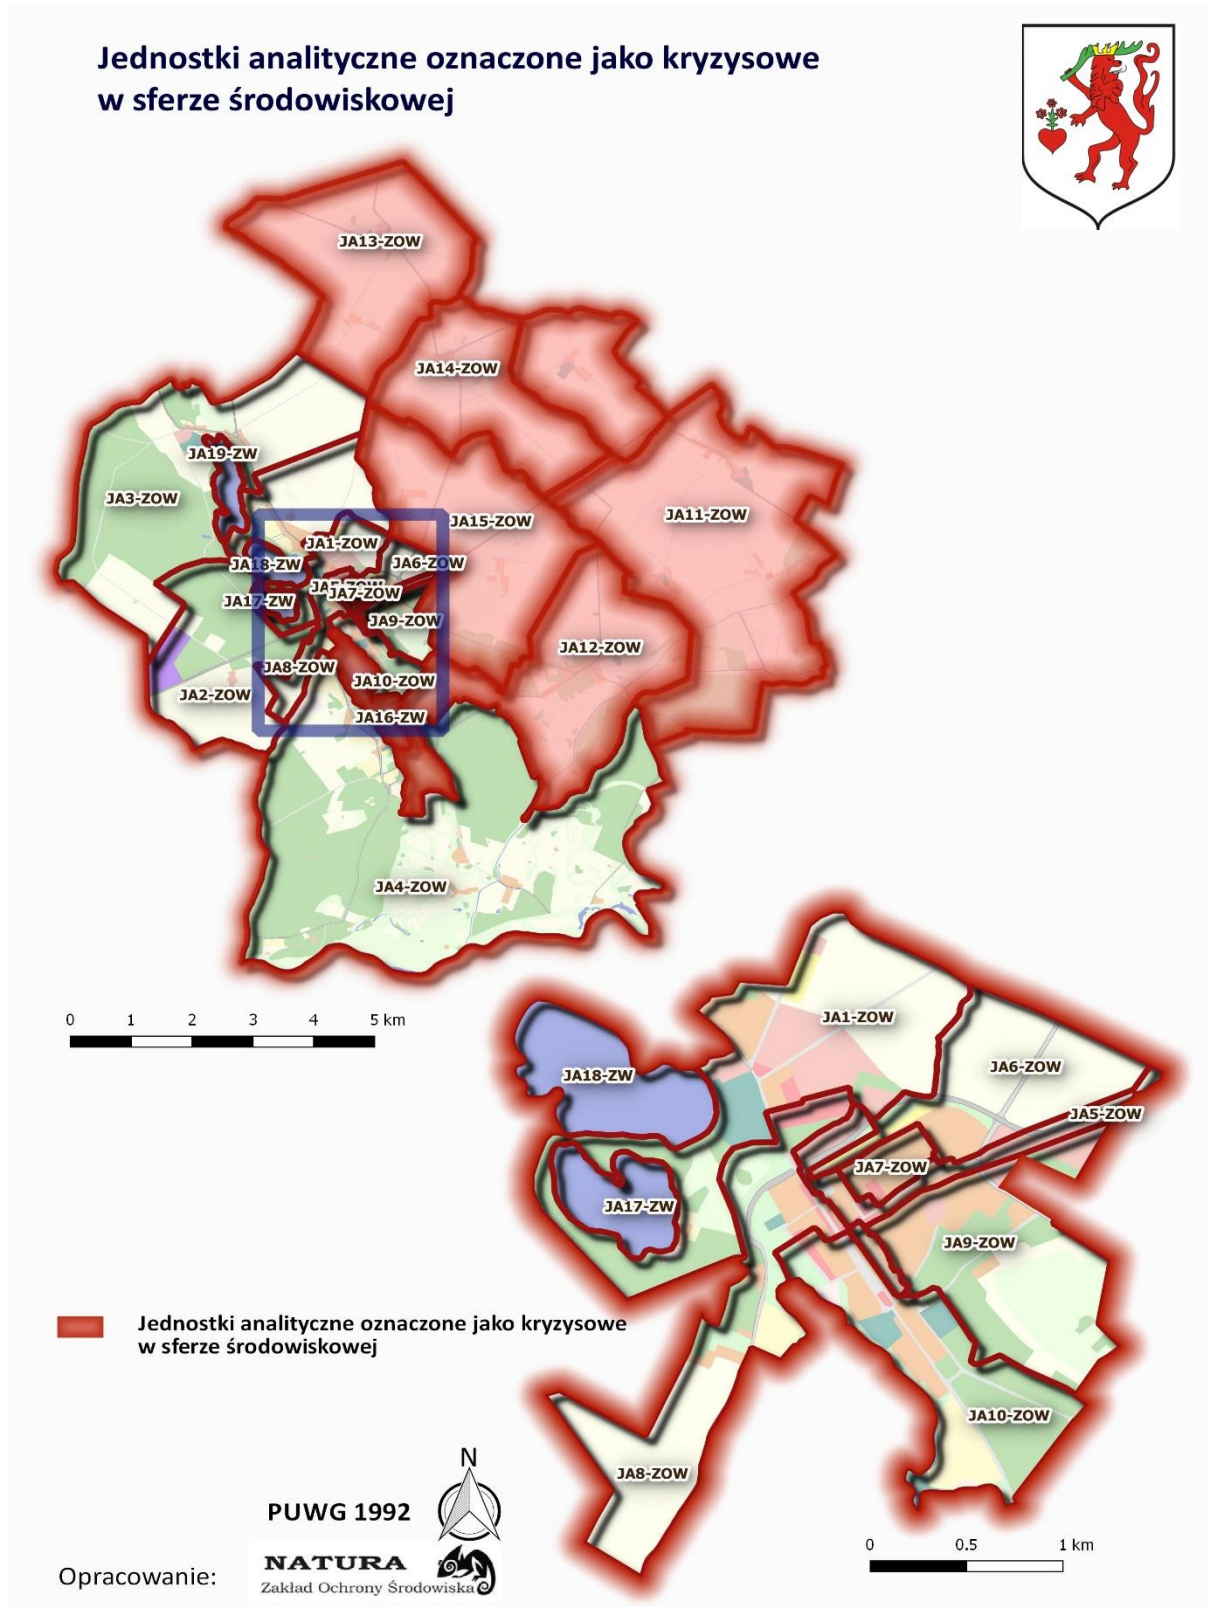 Jednostki analityczne oznaczone jako kryzysowe
w sferze środowiskowej
JA13-ZOW
JA14-ZOW
JA19-ZW
JA3-ZOW
JA15-ZOW
JA11-ZOW
JA1-ZOW
JA6-ZOW
JA18-ZW
JA7-ZOW
JA17-ZW
JA9-ZOW
JA12-ZOW
JA8-ZOW
JA10-ZOW
JA2-ZOW
JA16-ZW
JA4-ZOW
0 1 2 3 4 5 km
JA1-ZOW
JA6-ZOW
JA18-ZW
JA5-ZOW
JA7-ZOW
JA17-ZW
JA9-ZOW
JA10-ZOW
JA8-ZOW
Jednostki analityczne oznaczone jako kryzysowe
w sferze środowiskowej
N
PUWG 1992
0 0.5 1 km
Opracowanie:
NATURA
Zakład Ochrony Środowiska